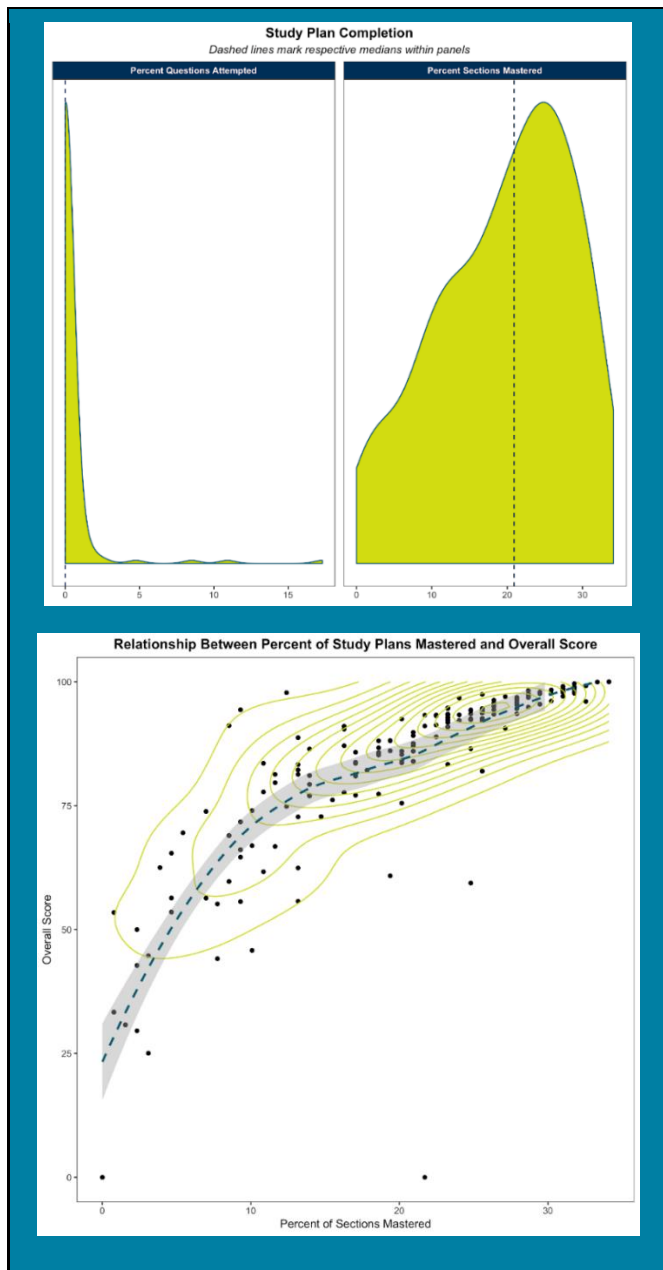 Study Plan Completion
Dashed lines mark respective medians within panels
Percent Questions Attempted
Percent Sections Mastered
0 5 10 15
0 10 20 30
Relationship Between Percent of Study Plans Mastered and Overall Score
100
75
50
25
0
Overall Score
0 10 20 30
Percent of Sections Mastered